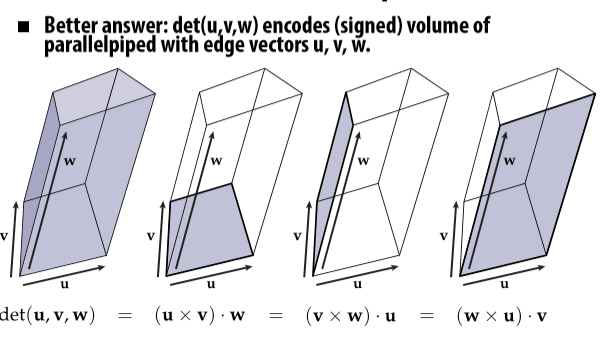 ■ Better answer: det(u,v,w) encodes (signed) volume of
parallelpiped with edge vectors u, v, w.
w w w w
v v v v
u u u u
det(u, v, w) = (u × v) · w = (v × w) · u = (w × u) · v